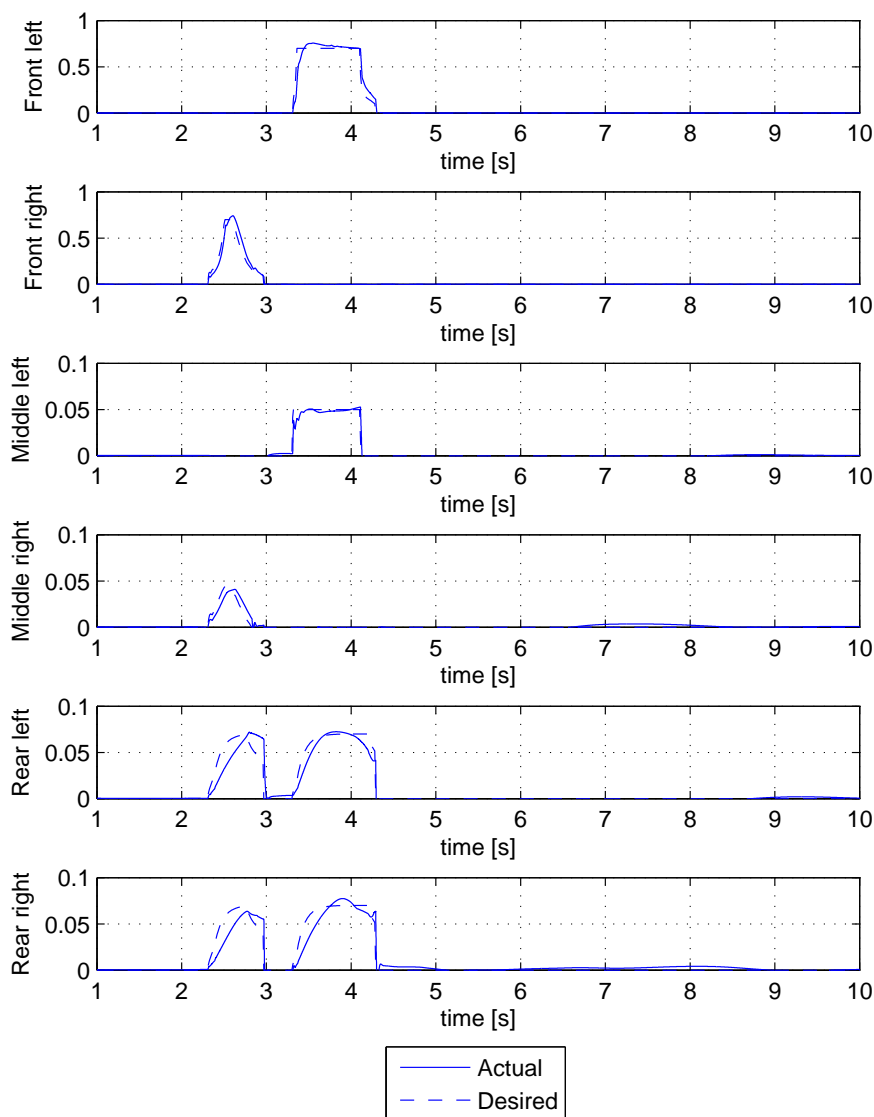 Front left
1
0.5
0
1 2 3 4 5 6 7 8 9 10
time [s]
Front right
1
0.5
0
1 2 3 4 5 6 7 8 9 10
time [s]
Middle left
0.1
0.05
0
1 2 3 4 5 6 7 8 9 10
time [s]
Middle right
0.1
0.05
0
1 2 3 4 5 6 7 8 9 10
time [s]
Rear left
0.1
0.05
0
1 2 3 4 5 6 7 8 9 10
time [s]
Rear right
0.1
0.05
0
1 2 3 4 5 6 7 8 9 10
time [s]
Actual
Desired